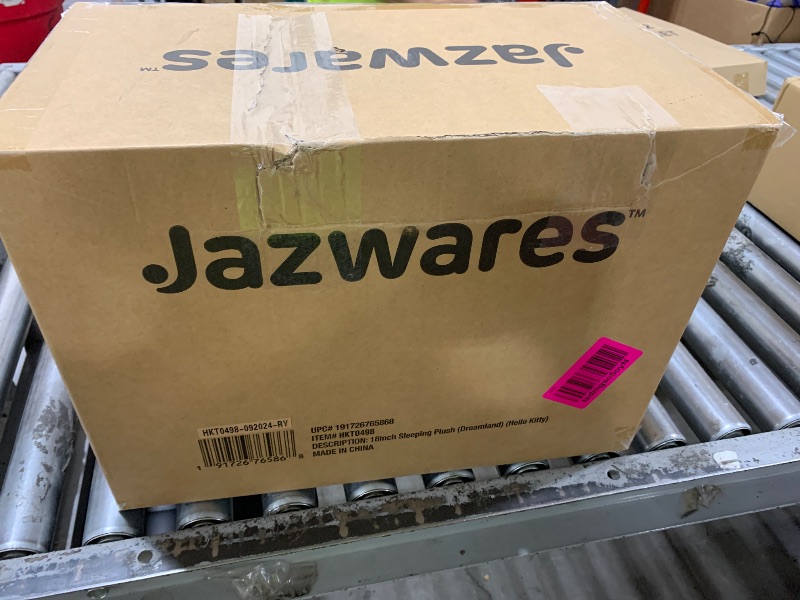 Jazwares™
Jazwares™
HKT0498-092024-RY
1 91726 76586 8
UPC# 191726765868
ITEM# HKT0498
DESCRIPTION: 18inch Sleeping Plush (Dreamland) (Hello Kitty)
MADE IN CHINA